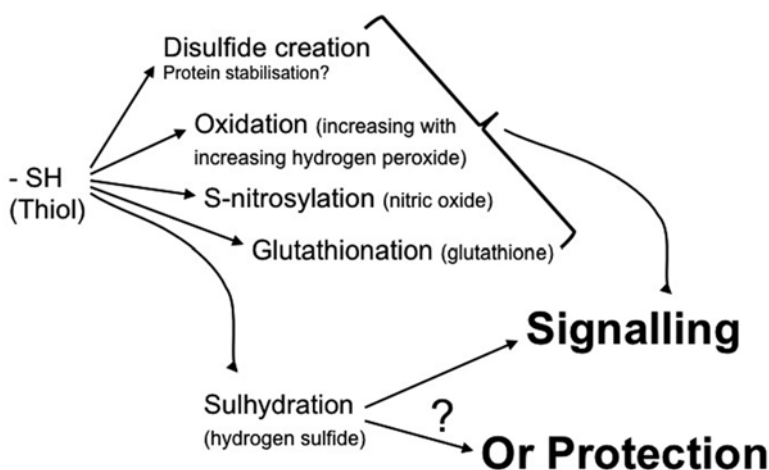 Disulfide creation
Protein stabilisation?
Oxidation (increasing with
increasing hydrogen peroxide)
- SH
(Thiol)
S-nitrosylation (nitric oxide)
Glutathionation (glutathione)
Signalling
Sulhydration
(hydrogen sulfide)
?
Or Protection